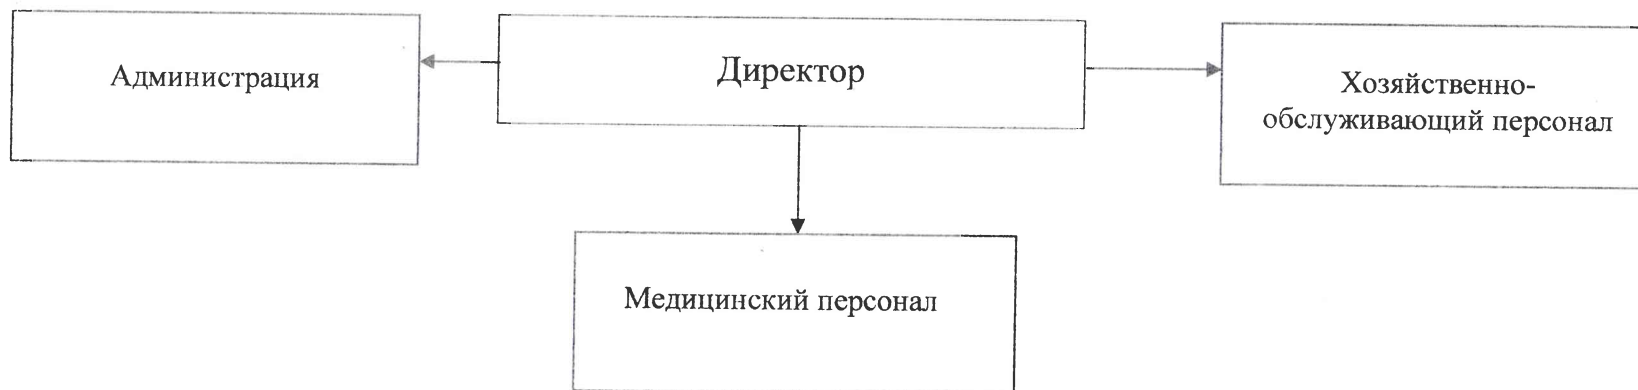 Администрация
Директор
Хозяйственно-
обслуживающий персонал
Медицинский персонал